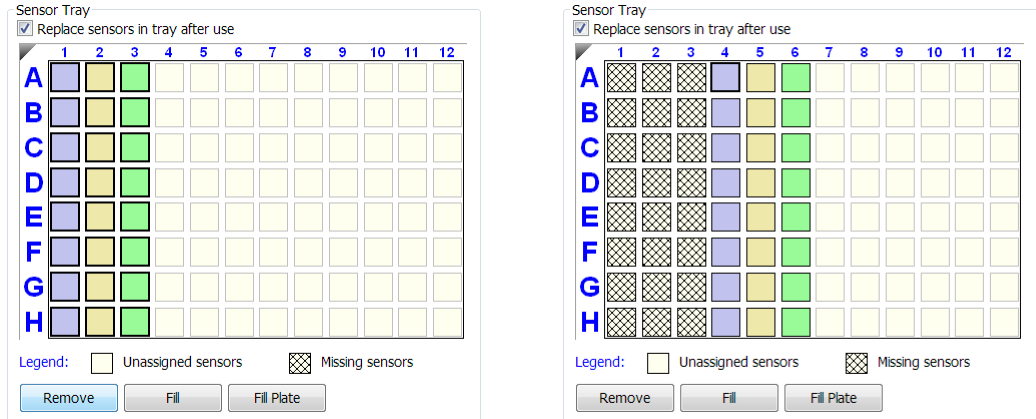 Sensor Tray
Replace sensors in tray after use
1 2 3 4 5 6 7 8 9 10 11 12
A
B
C
D
E
F
G
H
Legend: Unassigned sensors Missing sensors
Remove Fill Fill Plate
Sensor Tray
Replace sensors in tray after use
1 2 3 4 5 6 7 8 9 10 11 12
A
B
C
D
E
F
G
H
Legend: Unassigned sensors Missing sensors
Remove Fill Fill Plate